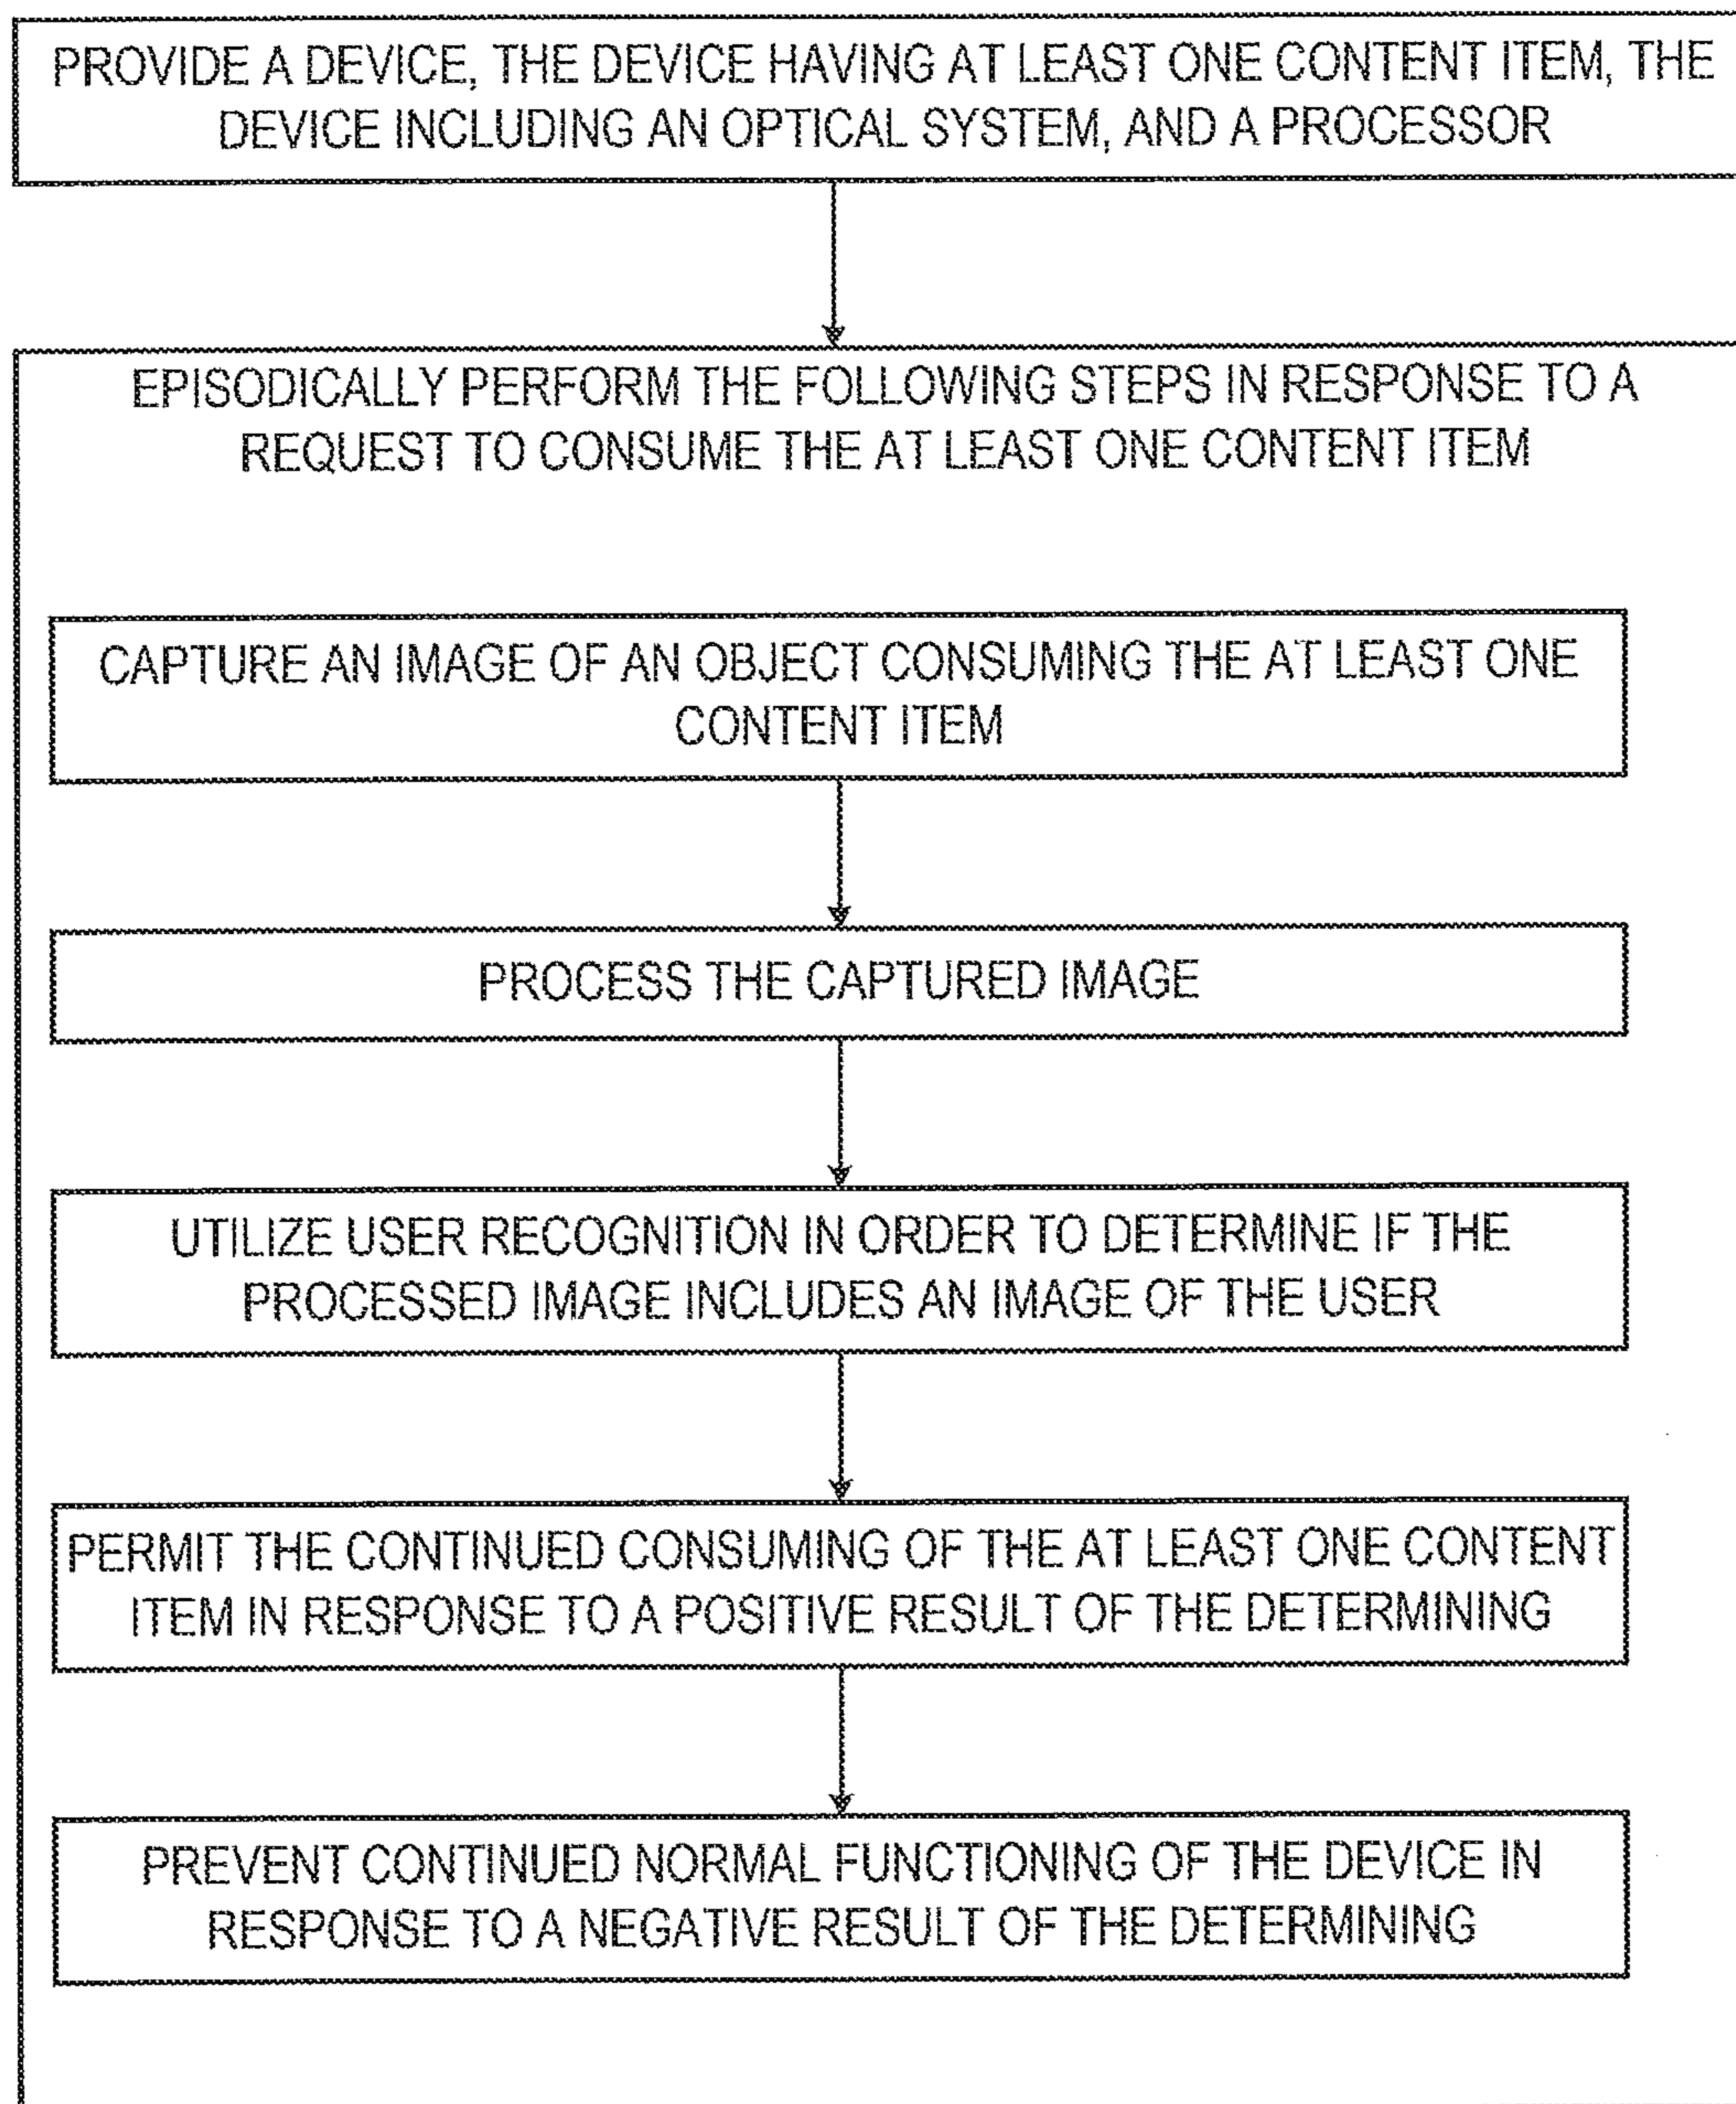 PROVIDE A DEVICE, THE DEVICE HAVING AT LEAST ONE CONTENT ITEM, THE
DEVICE INCLUDING AN OPTICAL SYSTEM, AND A PROCESSOR
EPISODICALLY PERFORM THE FOLLOWING STEPS IN RESPONSE TO A
REQUEST TO CONSUME THE AT LEAST ONE CONTENT ITEM
CAPTURE AN IMAGE OF AN OBJECT CONSUMING THE AT LEAST ONE
CONTENT ITEM
PROCESS THE CAPTURED IMAGE
UTILIZE USER RECOGNITION IN ORDER TO DETERMINE IF THE
PROCESSED IMAGE INCLUDES AN IMAGE OF THE USER
PERMIT THE CONTINUED CONSUMING OF THE AT LEAST ONE CONTENT
ITEM IN RESPONSE TO A POSITIVE RESULT OF THE DETERMINING
PREVENT CONTINUED NORMAL FUNCTIONING OF THE DEVICE IN
RESPONSE TO A NEGATIVE RESULT OF THE DETERMINING